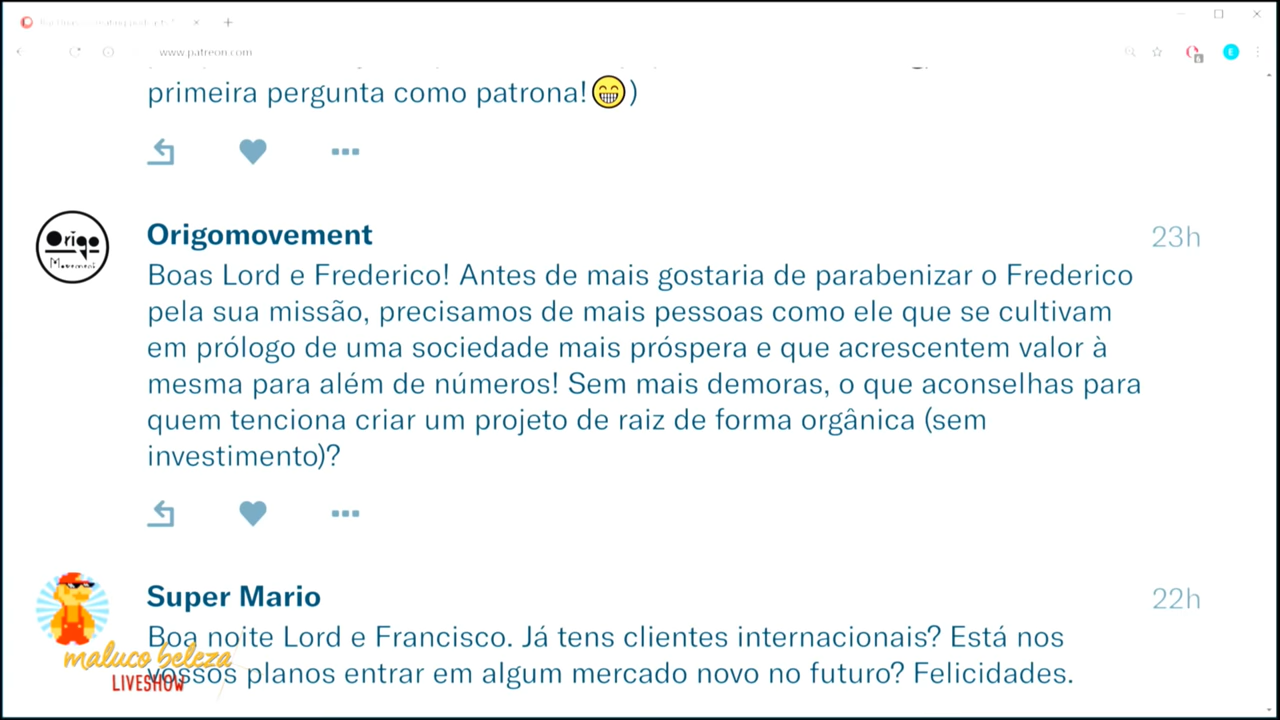 www.patreon.com
primeira pergunta como patrona!😁)
Origomovement
23h
Origo
Movement
Boas Lord e Frederico! Antes de mais gostaria de parabenizar o Frederico
pela sua missão, precisamos de mais pessoas como ele que se cultivam
em prólogo de uma sociedade mais próspera e que acrescentem valor à
mesma para além de números! Sem mais demoras, o que aconselhas para
quem tenciona criar um projeto de raiz de forma orgânica (sem
investimento)?
Super Mario
22h
Boa noite Lord e Francisco. Já tens clientes internacionais? Está nos
vossos planos entrar em algum mercado novo no futuro? Felicidades.
maluco beleza
LIVESHOW